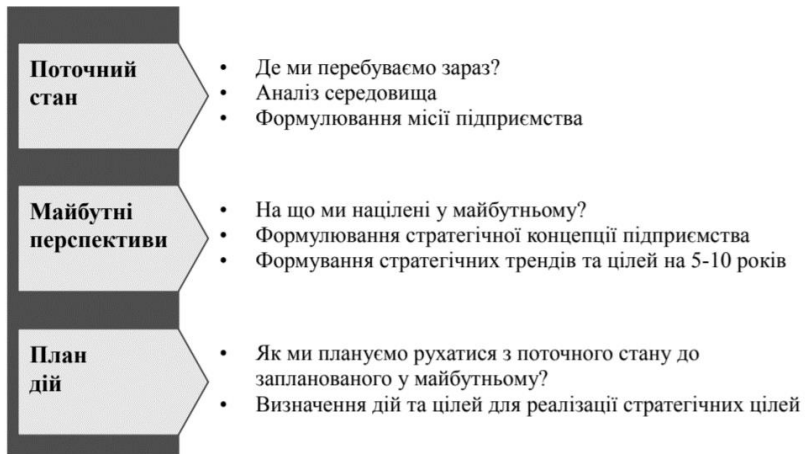 Поточний
стан
• Де ми перебуваємо зараз?
• Аналіз середовища
• Формулювання місії підприємства
Майбутні
перспективи
• На що ми націлені у майбутньому?
• Формулювання стратегічної концепції підприємства
• Формування стратегічних трендів та цілей на 5-10 років
План
дій
• Як ми плануємо рухатися з поточного стану до
запланованого у майбутньому?
• Визначення дій та цілей для реалізації стратегічних цілей